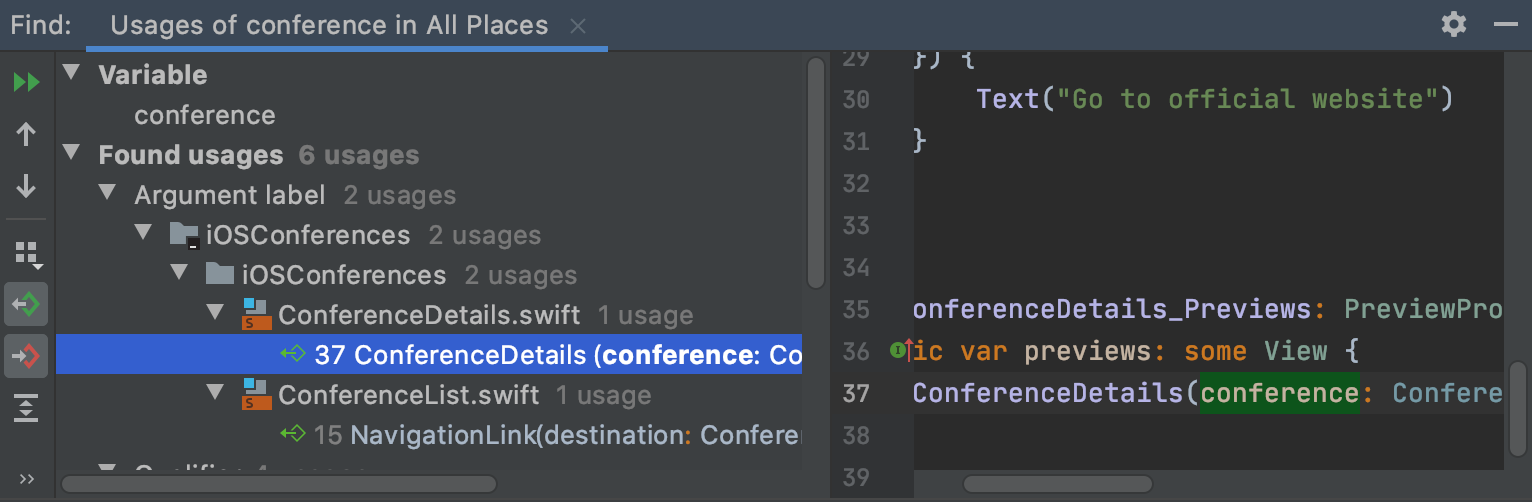 Find: Usages of conference in All Places
Variable
conference
Found usages 6 usages
Argument label 2 usages
iOSConferences 2 usages
iOSConferences 2 usages
ConferenceDetails.swift 1 usage
37 ConferenceDetails (conference: Co
ConferenceList.swift 1 usage
15 NavigationLink(destination: Confere
29 }) {
30 Text("Go to official website")
31 }
32
33
34
35 onferenceDetails_Previews: PreviewPro
36 ic var previews: some View {
37 ConferenceDetails(conference: Confere
38
39